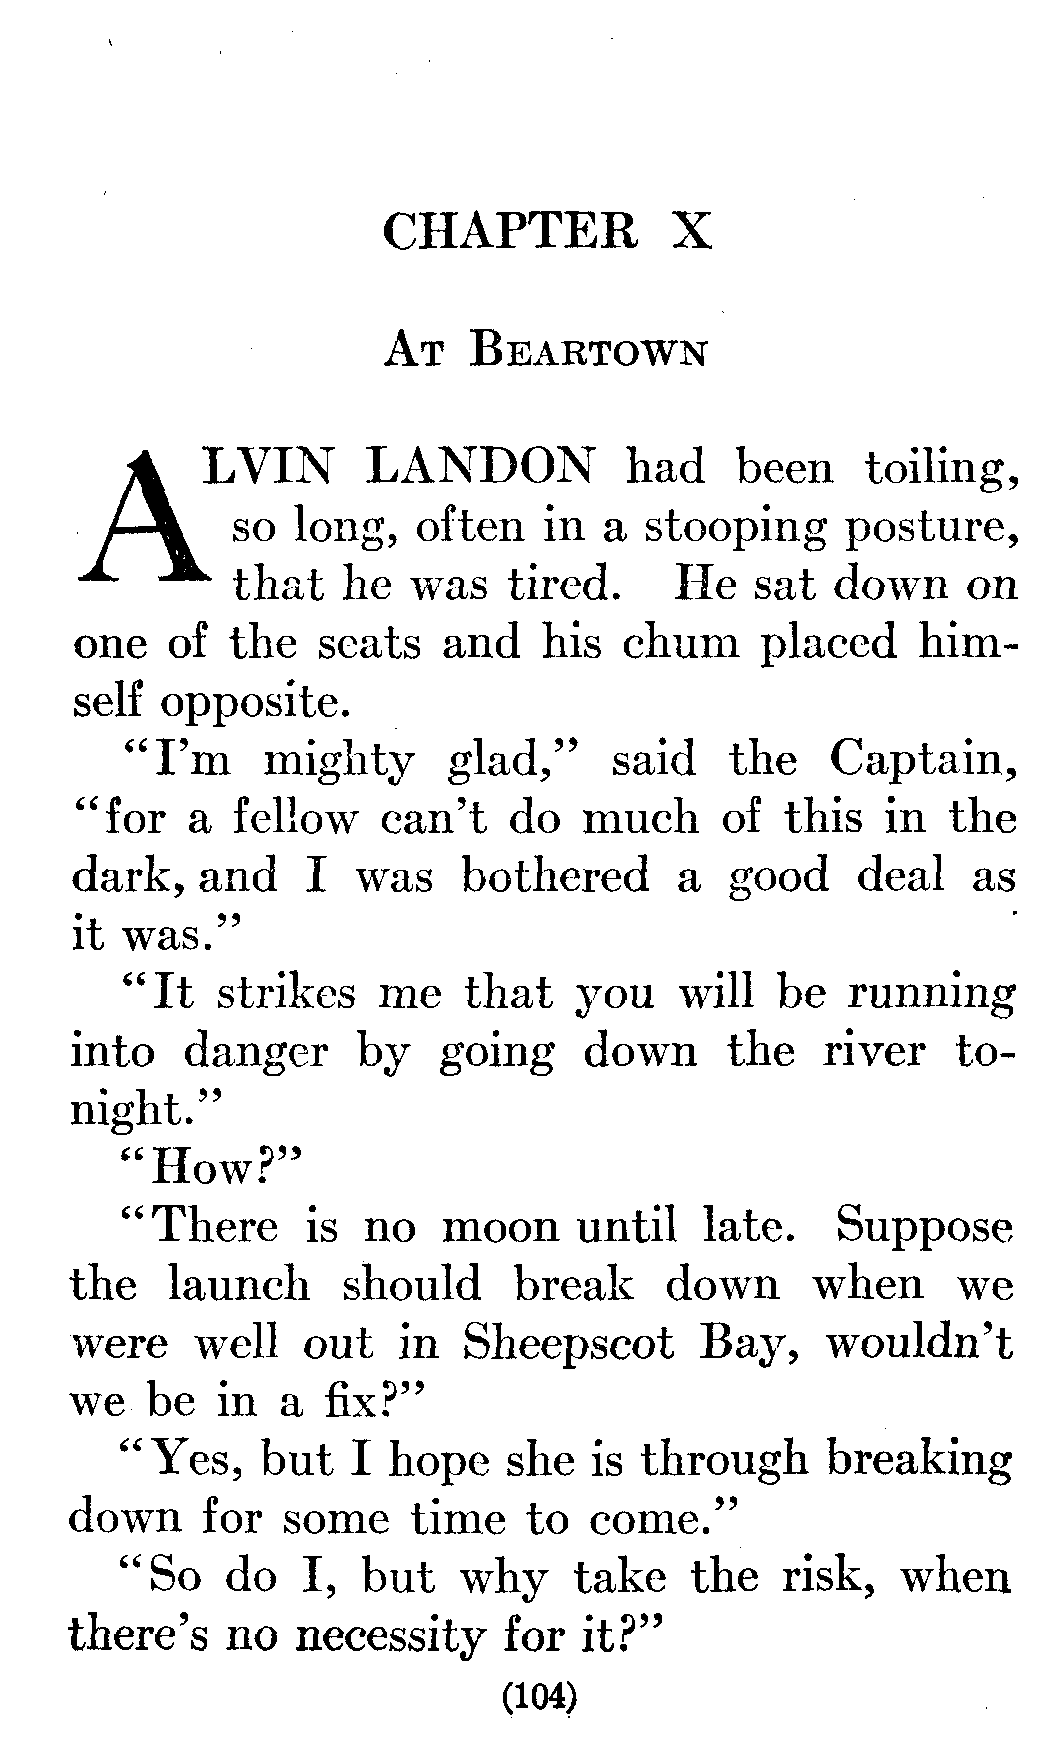 CHAPTER X
At Beartown
ALVIN LANDON had been toiling,
so long, often in a stooping posture,
that he was tired. He sat down on
one of the seats and his chum placed him-
self opposite.
“I’m mighty glad,” said the Captain,
“for a fellow can’t do much of this in the
dark, and I was bothered a good deal as
it was.”
“It strikes me that you will be running
into danger by going down the river to-
night.”
“How?”
“There is no moon until late. Suppose
the launch should break down when we
were well out in Sheepscot Bay, wouldn’t
we be in a fix?”
“Yes, but I hope she is through breaking
down for some time to come.”
“So do I, but why take the risk, when
there’s no necessity for it?”
(104)